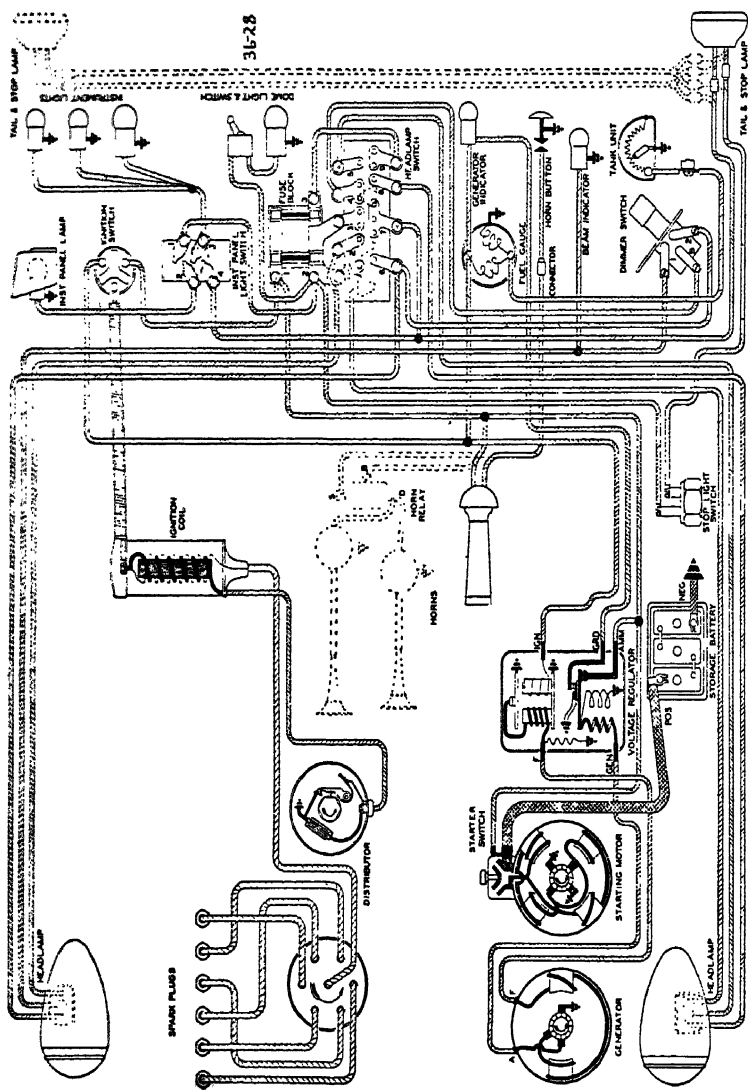 36-28
TAIL & STOP LAMP
INSTRUMENT LIGHTS
DOME LIGHT & SWITCH
INST PANEL LAMP
IGNITION
SWITCH
INST PANEL
LIGHT SWITCH
FUSE
BLOCK
HEADLAMP
SWITCH
GENERATOR
INDICATOR
FUEL GAUGE
HORN BUTTON
CONNECTOR
BEAM INDICATOR
TANK UNIT
DIMMER SWITCH
TAIL & STOP LAMP
IGNITION
COIL
HORN
RELAY
HORNS
STOP LIGHT
SWITCH
IGN
GRD
AMM
F
GEN
VOLTAGE REGULATOR
NEG
POS
STORAGE BATTERY
DISTRIBUTOR
STARTER
SWITCH
STARTING MOTOR
SPARK PLUGS
HEADLAMP
A
F
GENERATOR
HEADLAMP